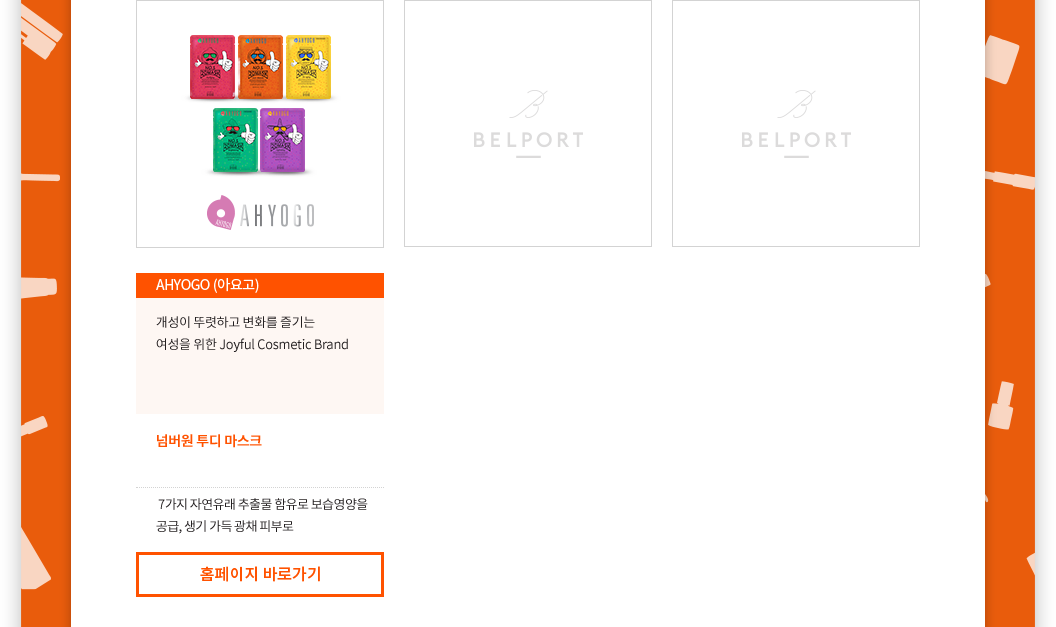 AHYOGO
BELPORT
BELPORT
AHYOGO (아요고)
개성이 뚜렷하고 변화를 즐기는
여성을 위한 Joyful Cosmetic Brand
넘버원 투디 마스크
7가지 자연유래 추출물 함유로 보습영양을
공급, 생기 가득 광채 피부로
홈페이지 바로가기